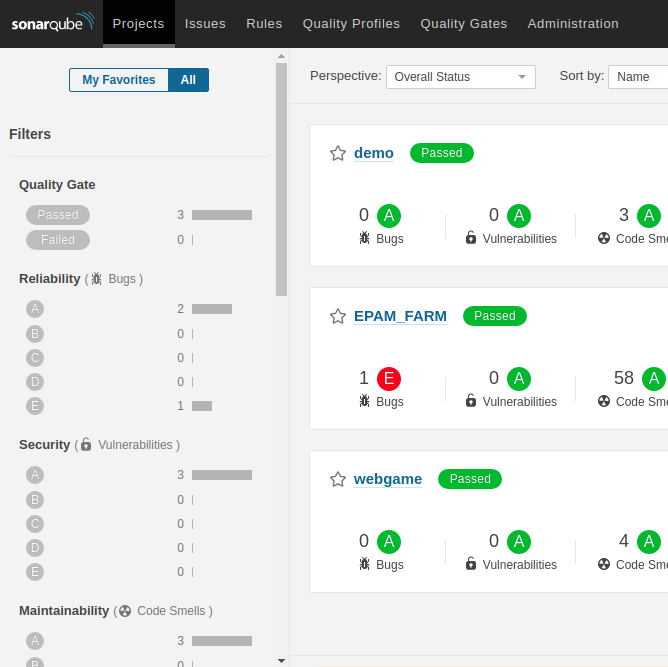 sonarqube Projects Issues Rules Quality Profiles Quality Gates Administration
My Favorites All
Perspective: Overall Status Sort by: Name
Filters
Quality Gate
Passed 3
Failed 0
Reliability ( Bugs )
A 2
B 0
C 0
D 0
E 1
Security ( Vulnerabilities )
A 3
B 0
C 0
D 0
E 0
Maintainability ( Code Smells )
A 3
B 0
demo Passed
0 A 0 A 3 A
Bugs Vulnerabilities Code Sme
EPAM_FARM Passed
1 E 0 A 58 A
Bugs Vulnerabilities Code Smells
webgame Passed
0 A 0 A 4 A
Bugs Vulnerabilities Code Sme